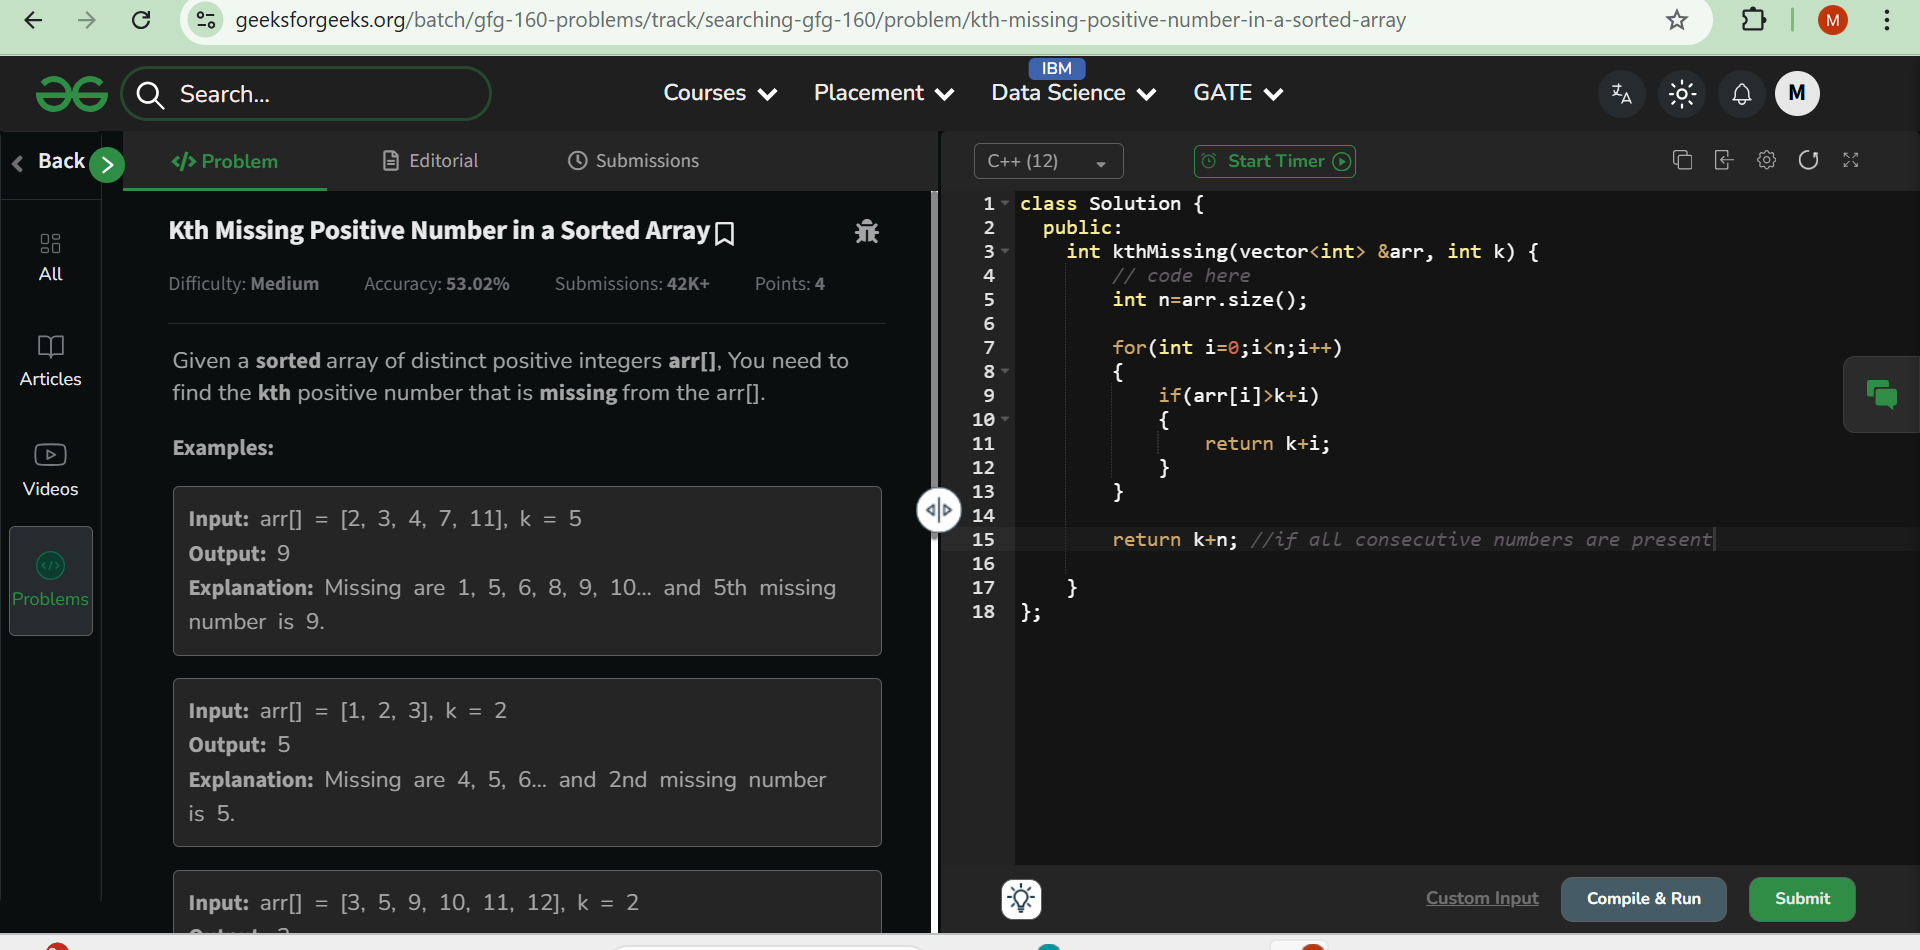 geeksforgeeks.org/batch/gfg-160-problems/track/searching-gfg-160/problem/kth-missing-positive-number-in-a-sorted-array
M
Search...
Courses
Placement
IBM
Data Science
GATE
M
Back
All
Articles
Videos
Problems
</> Problem
Editorial
Submissions
Kth Missing Positive Number in a Sorted Array
Difficulty: Medium Accuracy: 53.02% Submissions: 42K+ Points: 4
Given a sorted array of distinct positive integers arr[], You need to
find the kth positive number that is missing from the arr[].
Examples:
Input: arr[] = [2, 3, 4, 7, 11], k = 5
Output: 9
Explanation: Missing are 1, 5, 6, 8, 9, 10… and 5th missing
number is 9.
Input: arr[] = [1, 2, 3], k = 2
Output: 5
Explanation: Missing are 4, 5, 6… and 2nd missing number
is 5.
Input: arr[] = [3, 5, 9, 10, 11, 12], k = 2
C++ (12)
Start Timer
1 class Solution {
2 public:
3 int kthMissing(vector<int> &arr, int k) {
4 // code here
5 int n=arr.size();
6
7 for(int i=0;i<n;i++)
8 {
9 if(arr[i]>k+i)
10 {
11 return k+i;
12 }
13 }
14
15 return k+n; //if all consecutive numbers are present
16
17 }
18 };
Custom Input
Compile & Run
Submit